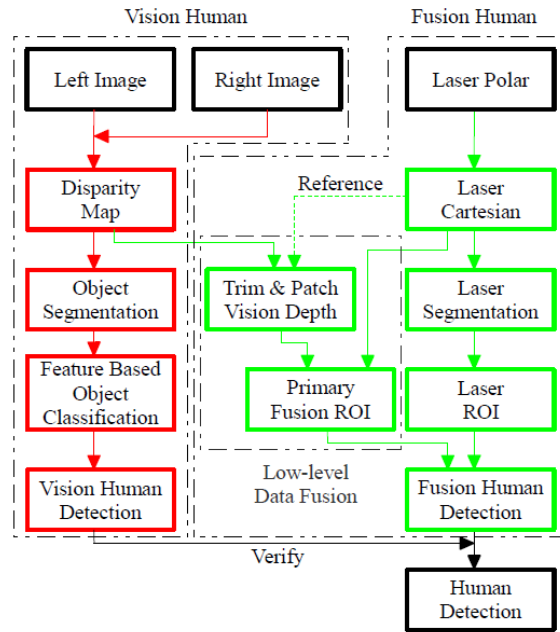 Vision Human
Fusion Human
Left Image
Right Image
Laser Polar
Disparity
Map
Reference
Laser
Cartesian
Object
Segmentation
Trim & Patch
Vision Depth
Laser
Segmentation
Feature Based
Object
Classification
Primary
Fusion ROI
Laser
ROI
Vision Human
Detection
Low-level
Data Fusion
Fusion Human
Detection
Verify
Human
Detection